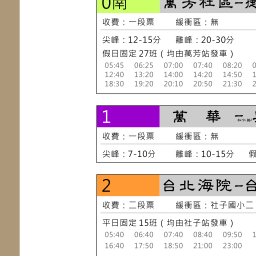 0南 萬芳社區-捷
收費：一段票 緩衝區：無
尖峰：12-15分 離峰：20-30分
假日固定27班（均由萬芳站發車）
05:45 06:25 07:00 07:40 08:20
12:40 13:20 14:00 14:20 14:50
18:30 19:20 20:10 20:50 21:30
1 萬華-
收費：一段票 緩衝區：無
尖峰：7-10分 離峰：10-15分 假
2 台北海院-台
收費：二段票 緩衝區：社子國小二
平日固定15班（均由社子站發車）
05:40 06:40 07:40 08:40 09:50
16:40 17:50 18:50 21:00 23:00